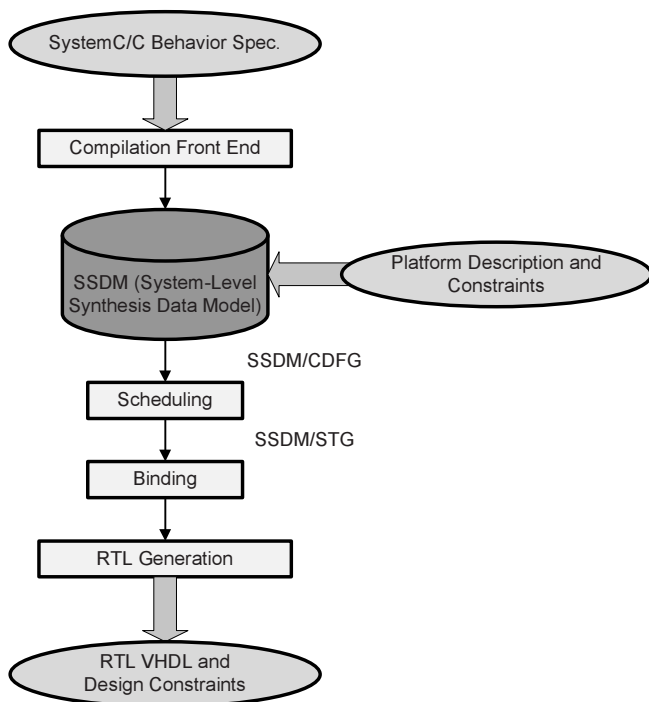 SystemC/C Behavior Spec.
Compilation Front End
SSDM (System-Level
Synthesis Data Model)
Platform Description and
Constraints
SSDM/CDFG
Scheduling
SSDM/STG
Binding
RTL Generation
RTL VHDL and
Design Constraints